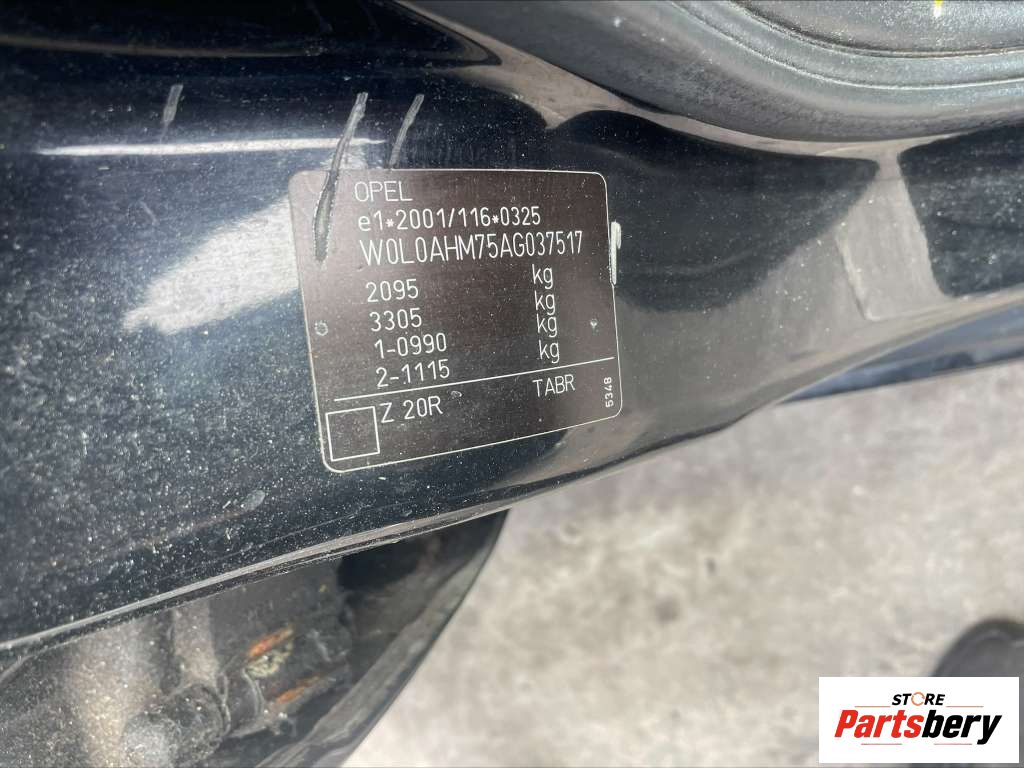 OPEL
e1*2001/116*0325
W0L0AHM75AG037517
2095 kg
3305 kg
1-0990 kg
2-1115 kg
Z 20R TABR
5348
STORE
Partsbery